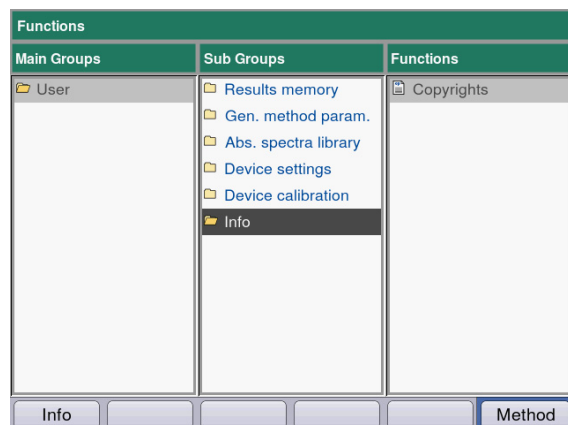 Functions
Main Groups
Sub Groups
Functions
User
Results memory
Gen. method param.
Abs. spectra library
Device settings
Device calibration
Info
Copyrights
Info
Method